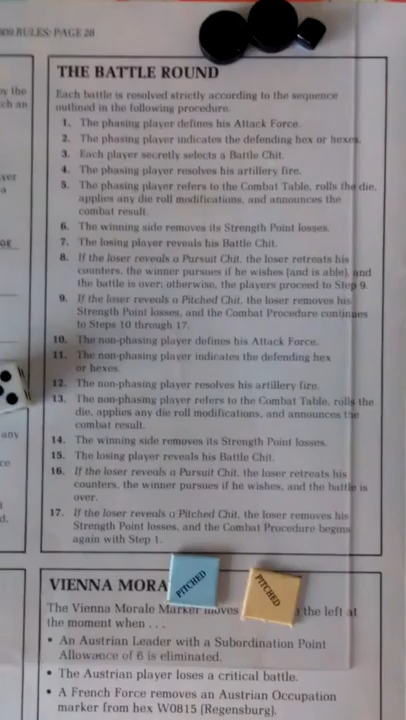 RULES: PAGE 28
THE BATTLE ROUND
Each battle is resolved strictly according to the sequence
outlined in the following procedure.
1. The phasing player defines his Attack Force.
2. The phasing player indicates the defending hex or hexes.
3. Each player secretly selects a Battle Chit.
4. The phasing player resolves his artillery fire.
5. The phasing player refers to the Combat Table, rolls the die,
applies any die roll modifications, and announces the
combat result.
6. The winning side removes its Strength Point losses.
7. The losing player reveals his Battle Chit.
8. If the loser reveals a Pursuit Chit, the loser retreats his
counters, the winner pursues if he wishes (and is able), and
the battle is over; otherwise, the players proceed to Step 9.
9. If the loser reveals a Pitched Chit, the loser removes his
Strength Point losses, and the Combat Procedure continues
to Steps 10 through 17.
10. The non-phasing player defines his Attack Force.
11. The non-phasing player indicates the defending hex
or hexes.
12. The non-phasing player resolves his artillery fire.
13. The non-phasing player refers to the Combat Table, rolls the
die, applies any die roll modifications, and announces the
combat result.
14. The winning side removes its Strength Point losses.
15. The losing player reveals his Battle Chit.
16. If the loser reveals a Pursuit Chit, the loser retreats his
counters, the winner pursues if he wishes, and the battle is
over.
17. If the loser reveals a Pitched Chit, the loser removes his
Strength Point losses, and the Combat Procedure begins
again with Step 1.
PITCHED
PITCHED
VIENNA MORA
The Vienna Morale Marker moves the left at
the moment when . . .
• An Austrian Leader with a Subordination Point
Allowance of 6 is eliminated.
• The Austrian player loses a critical battle.
• A French Force removes an Austrian Occupation
marker from hex W0815 (Regensburg).
any